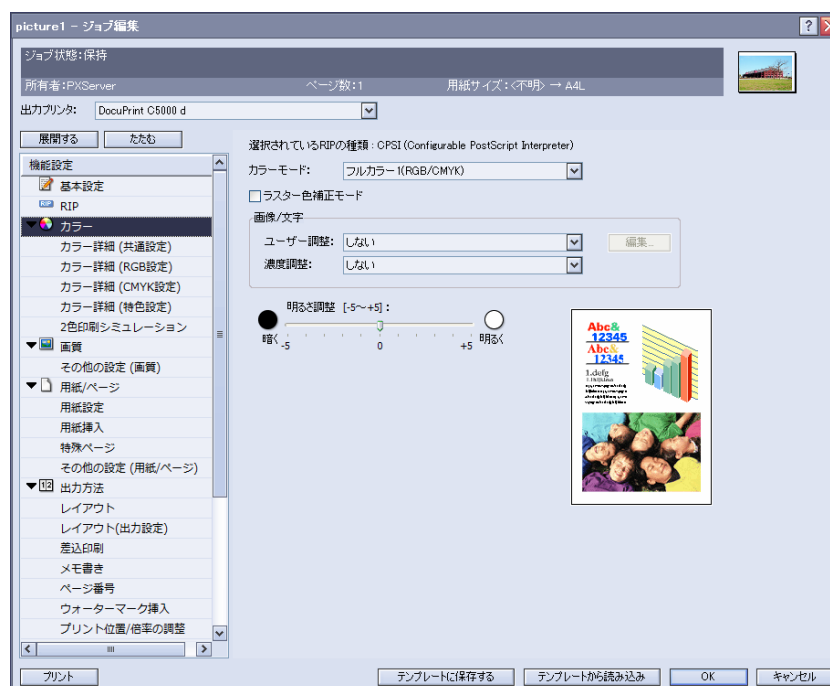 picture1 - ジョブ編集
ジョブ状態:保持
所有者:PXServer ページ数:1 用紙サイズ:<不明> → A4L
出力プリンタ: DocuPrint C5000 d
展開する たたむ
機能設定
基本設定
RIP RIP
カラー
カラー詳細 (共通設定)
カラー詳細 (RGB設定)
カラー詳細 (CMYK設定)
カラー詳細 (特色設定)
2色印刷シミュレーション
画質
その他の設定 (画質)
用紙/ページ
用紙設定
用紙挿入
特殊ページ
その他の設定 (用紙/ページ)
12 出力方法
レイアウト
レイアウト(出力設定)
差込印刷
メモ書き
ページ番号
ウォーターマーク挿入
プリント位置/倍率の調整
選択されているRIPの種類 : CPSI (Configurable PostScript Interpreter)
カラーモード: フルカラー1(RGB/CMYK)
ラスター色補正モード
画像/文字
ユーザー調整: しない 編集...
濃度調整: しない
明るさ調整 [-5~+5] :
暗く -5 0 +5 明るく
Abc&
12345
Abc&
12345
1.defg
プリント テンプレートに保存する テンプレートから読み込み OK キャンセル